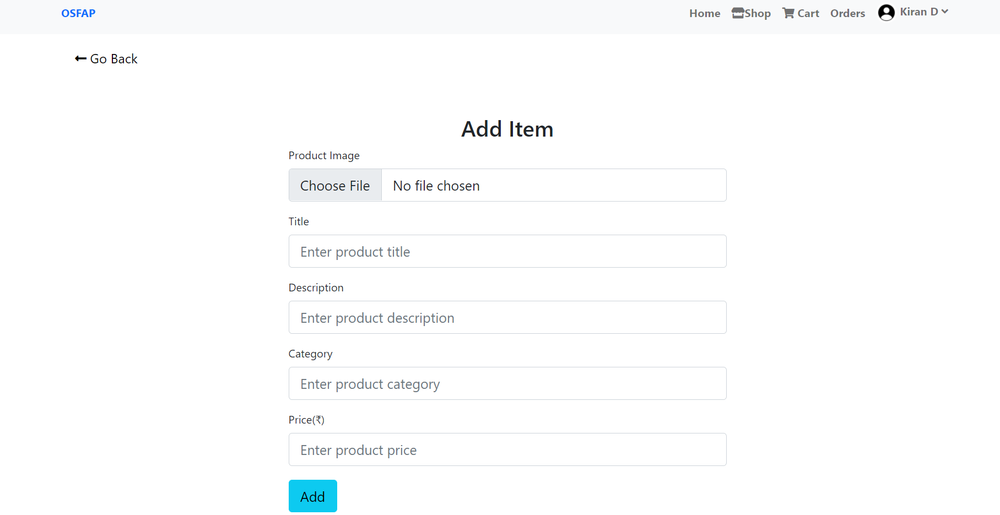 OSFAP
Home Shop Cart Orders Kiran D
Go Back
Add Item
Product Image
Choose File No file chosen
Title
Enter product title
Description
Enter product description
Category
Enter product category
Price(₹)
Enter product price
Add